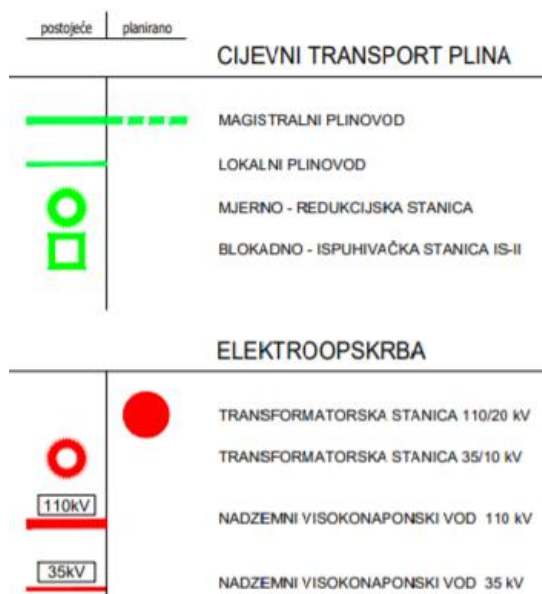 postojeće planirano
CIJEVNI TRANSPORT PLINA
MAGISTRALNI PLINOVOD
LOKALNI PLINOVOD
MJERNO - REDUKCIJSKA STANICA
BLOKADNO - ISPUHIVAČKA STANICA IS-II
ELEKTROOPSKRBA
TRANSFORMATORSKA STANICA 110/20 kV
TRANSFORMATORSKA STANICA 35/10 kV
110kV NADZEMNI VISOKONAPONSKI VOD 110 kV
35kV NADZEMNI VISOKONAPONSKI VOD 35 kV